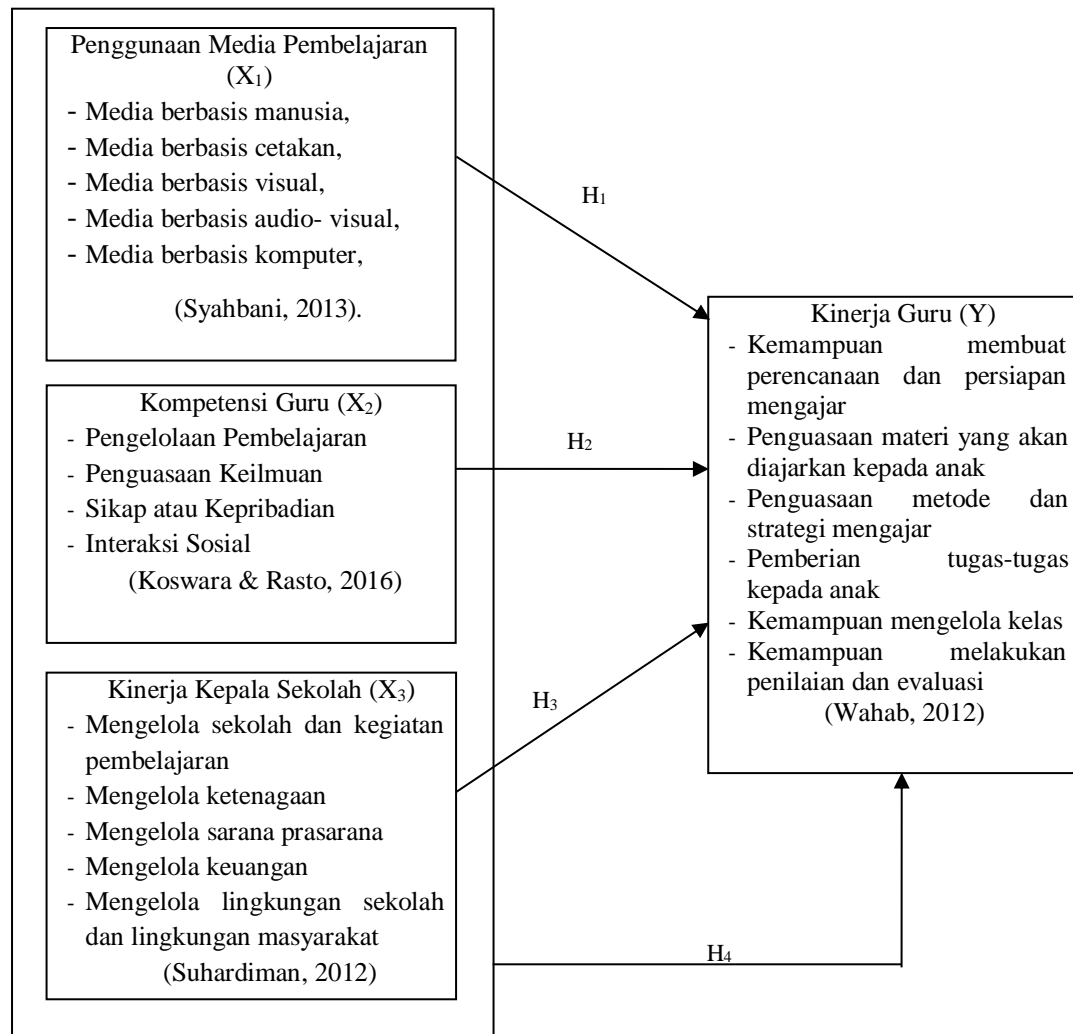 Penggunaan Media Pembelajaran
(X₁)
- Media berbasis manusia,
- Media berbasis cetakan,
- Media berbasis visual,
- Media berbasis audio- visual,
- Media berbasis komputer,
(Syahbani, 2013).
H₁
Kompetensi Guru (X₂)
- Pengelolaan Pembelajaran
- Penguasaan Keilmuan
- Sikap atau Kepribadian
- Interaksi Sosial
(Koswara & Rasto, 2016)
H₂
Kinerja Kepala Sekolah (X₃)
- Mengelola sekolah dan kegiatan
pembelajaran
- Mengelola ketenagaan
- Mengelola sarana prasarana
- Mengelola keuangan
- Mengelola lingkungan sekolah
dan lingkungan masyarakat
(Suhardiman, 2012)
H₃
H₄
Kinerja Guru (Y)
- Kemampuan membuat
perencanaan dan persiapan
mengajar
- Penguasaan materi yang akan
diajarkan kepada anak
- Penguasaan metode dan
strategi mengajar
- Pemberian tugas-tugas
kepada anak
- Kemampuan mengelola kelas
- Kemampuan melakukan
penilaian dan evaluasi
(Wahab, 2012)